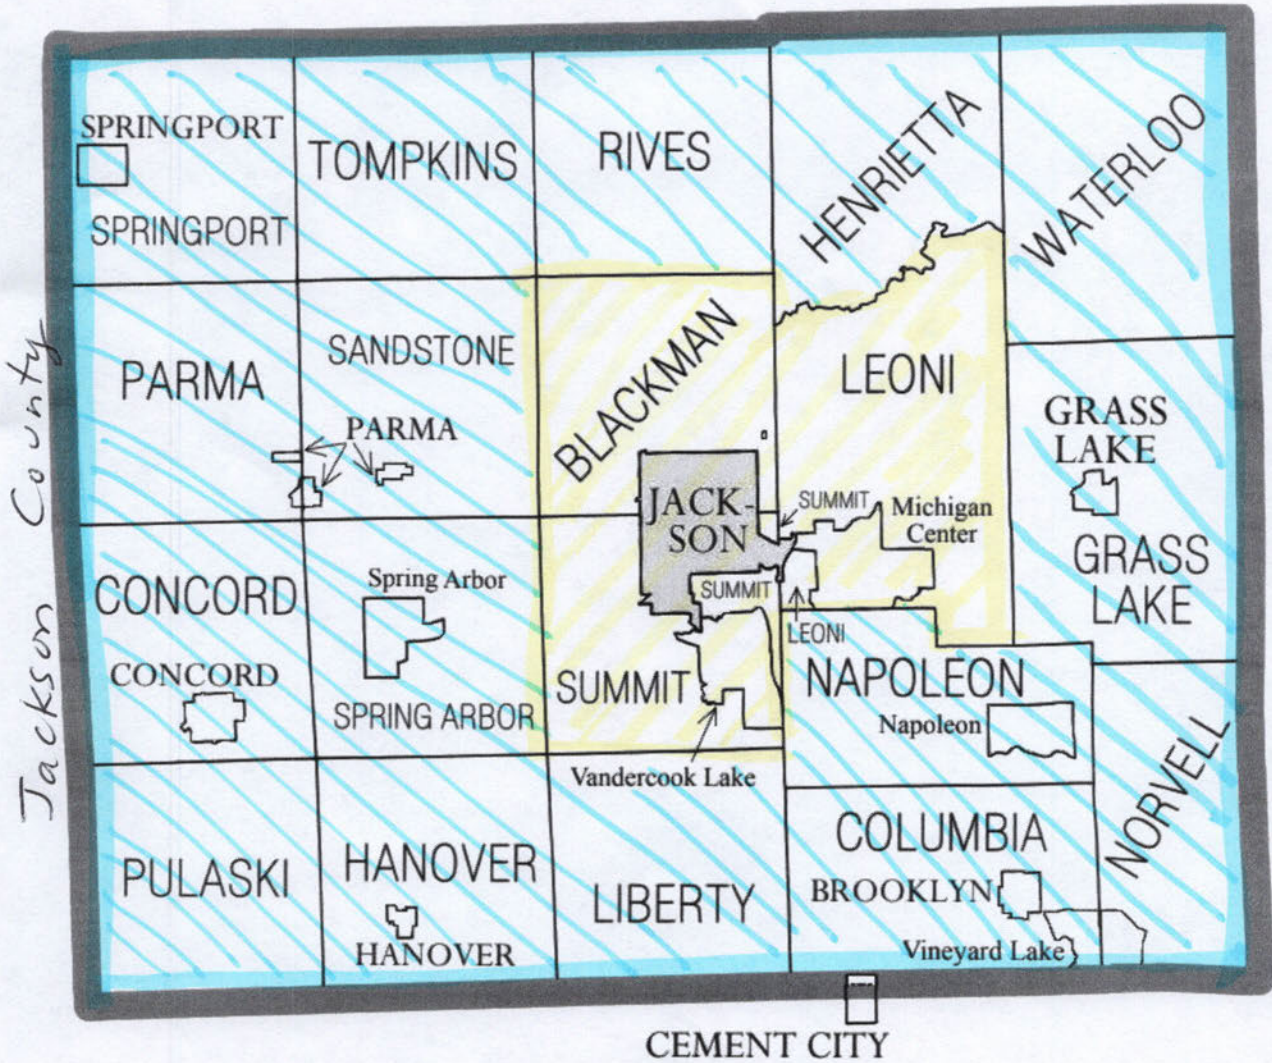 SPRINGPORT
SPRINGPORT
TOMPKINS
RIVES
HENRIETTA
WATERLOO
PARMA
SANDSTONE
PARMA
BLACKMAN
LEONI
GRASS
LAKE
GRASS
LAKE
JACK-
SON
SUMMIT
Michigan
Center
SUMMIT
LEONI
CONCORD
CONCORD
Spring Arbor
SPRING ARBOR
SUMMIT
Vandercook Lake
NAPOLEON
Napoleon
NORVELL
PULASKI
HANOVER
HANOVER
LIBERTY
COLUMBIA
BROOKLYN
Vineyard Lake
CEMENT CITY
Jackson County